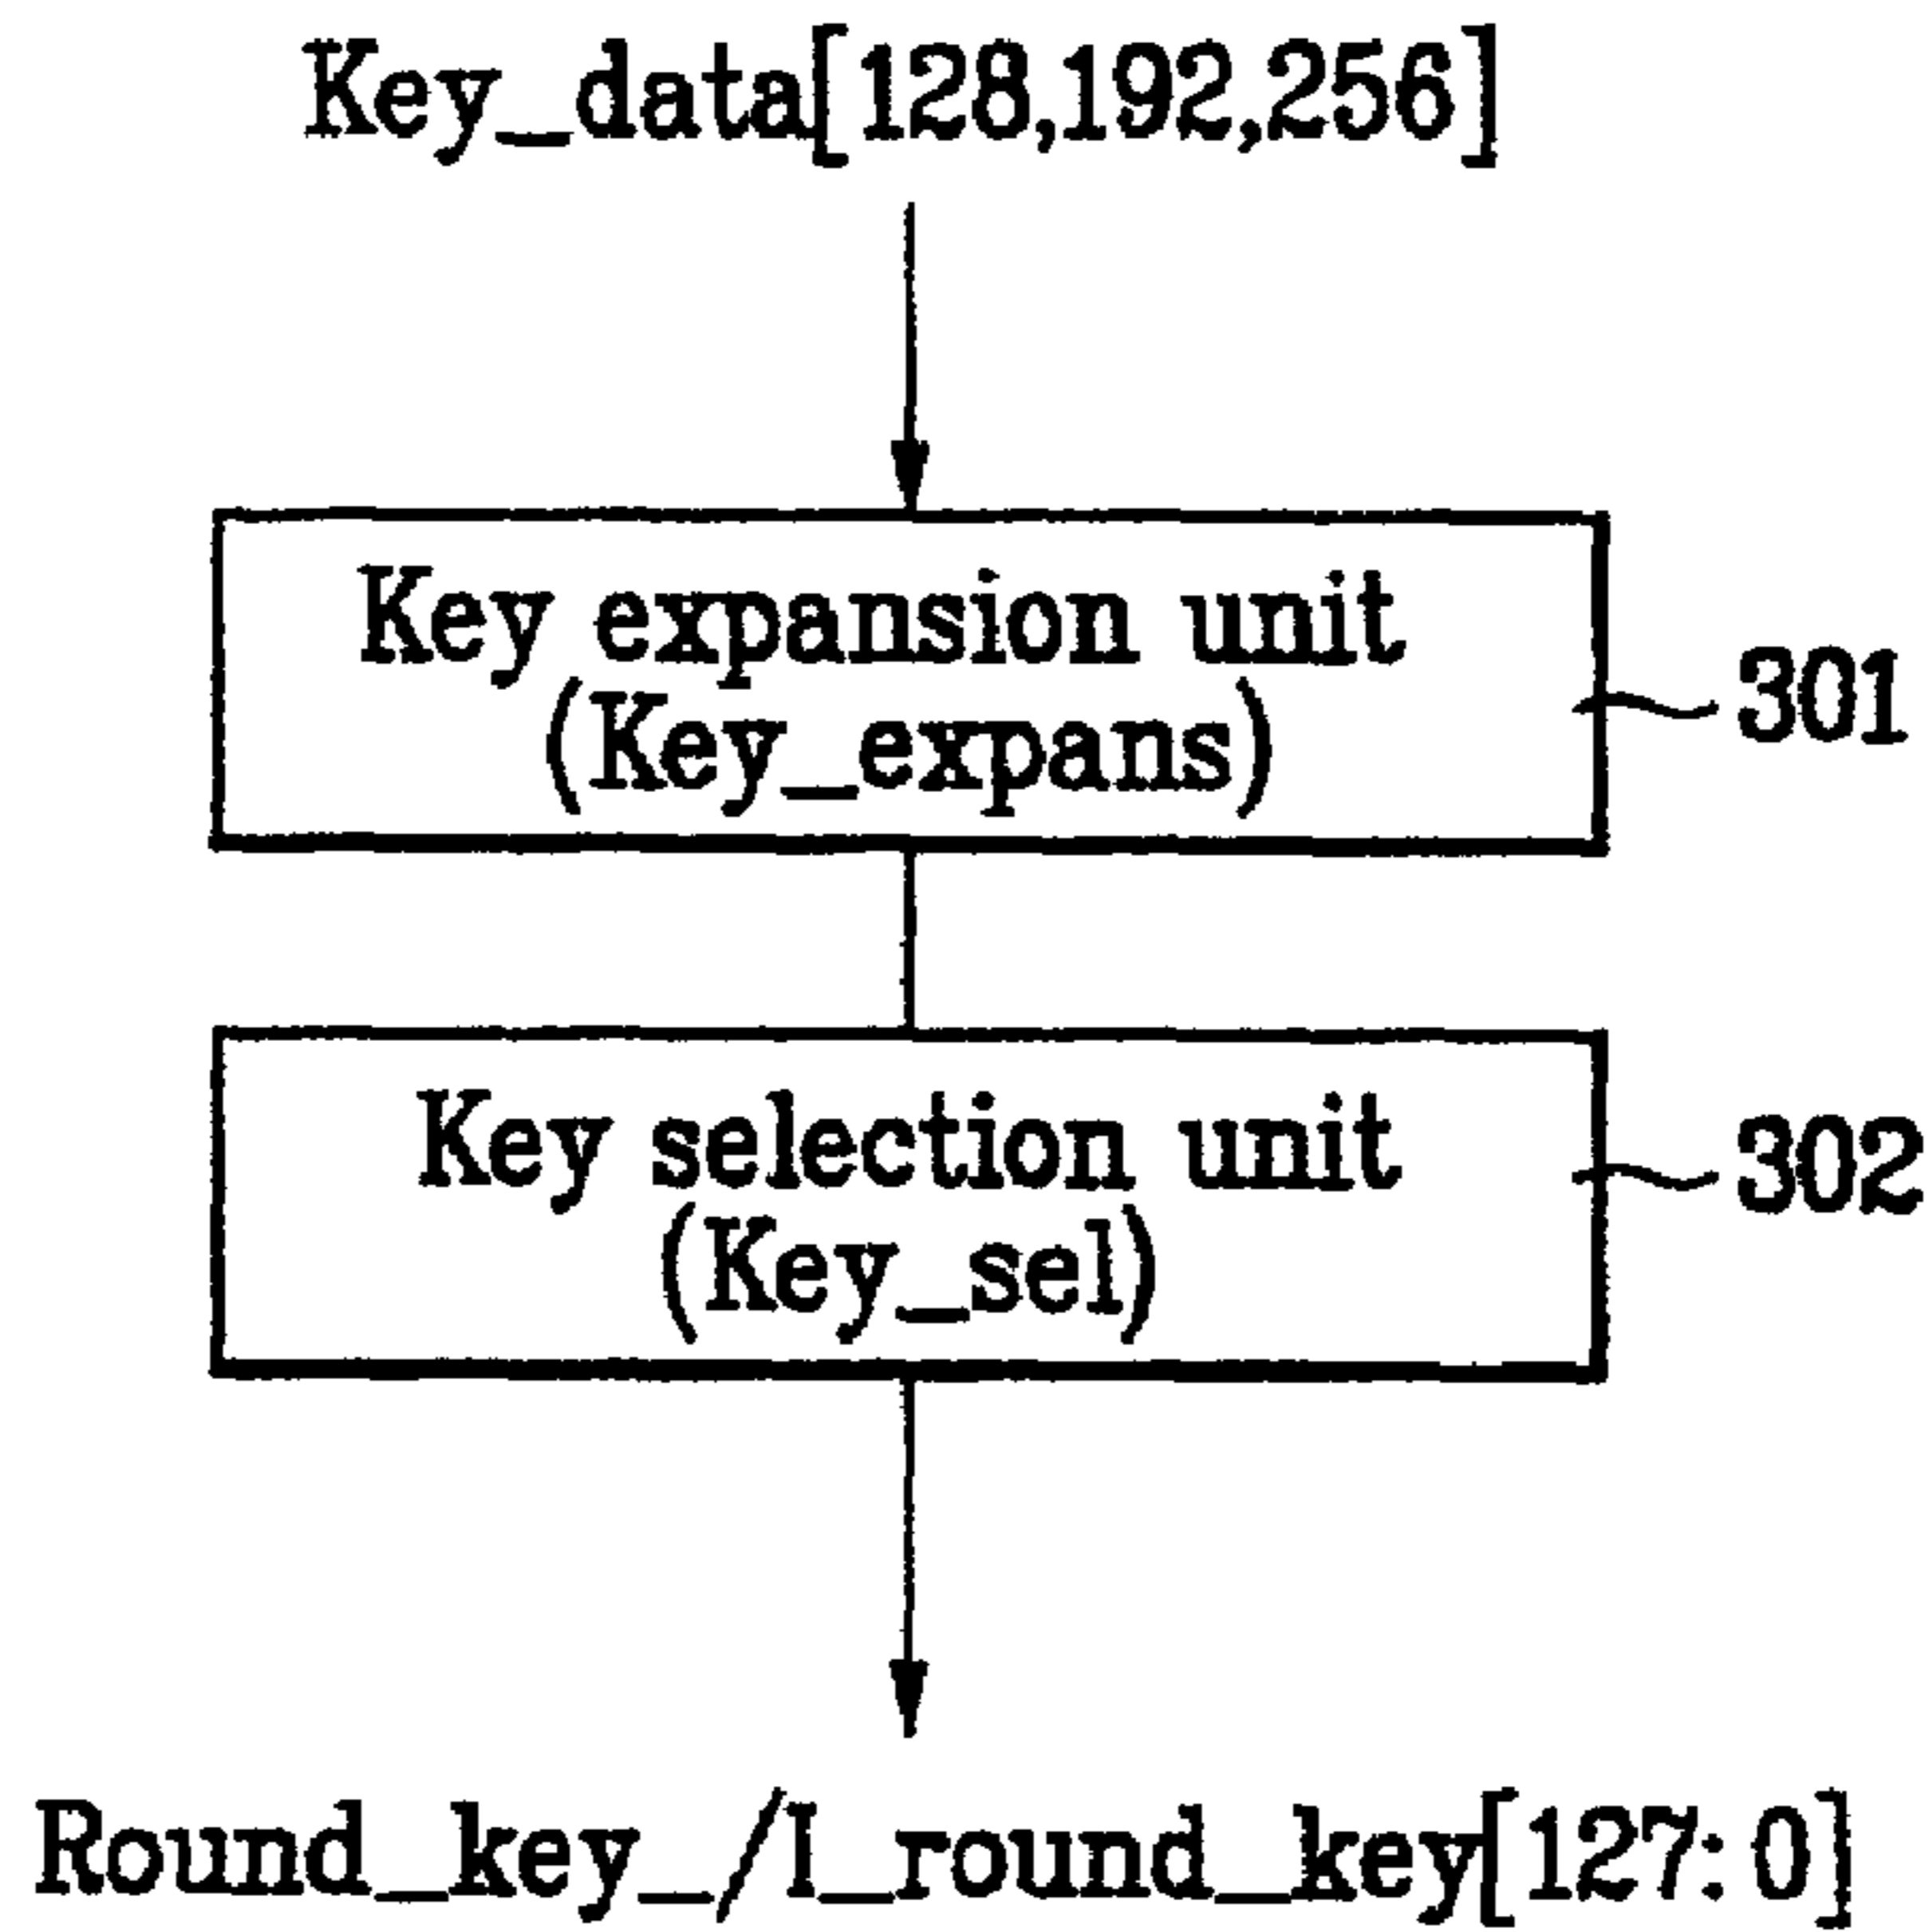 Key_data[128,192,256]
Key expansion unit
(Key_expans)
301
Key selection unit
(Key_sel)
302
Round_key_/I_round_key[127:0]